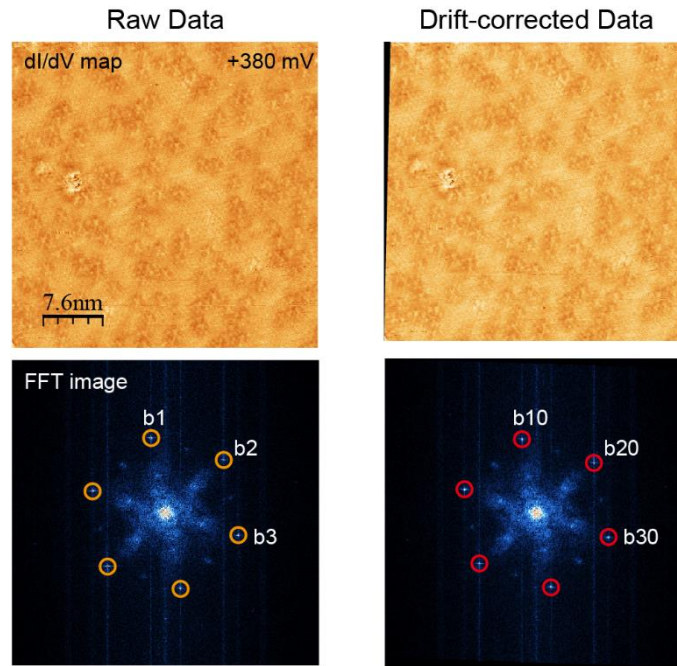 Raw Data
Drift-corrected Data
dI/dV map
+380 mV
7.6nm
FFT image
b1
b2
b3
b10
b20
b30